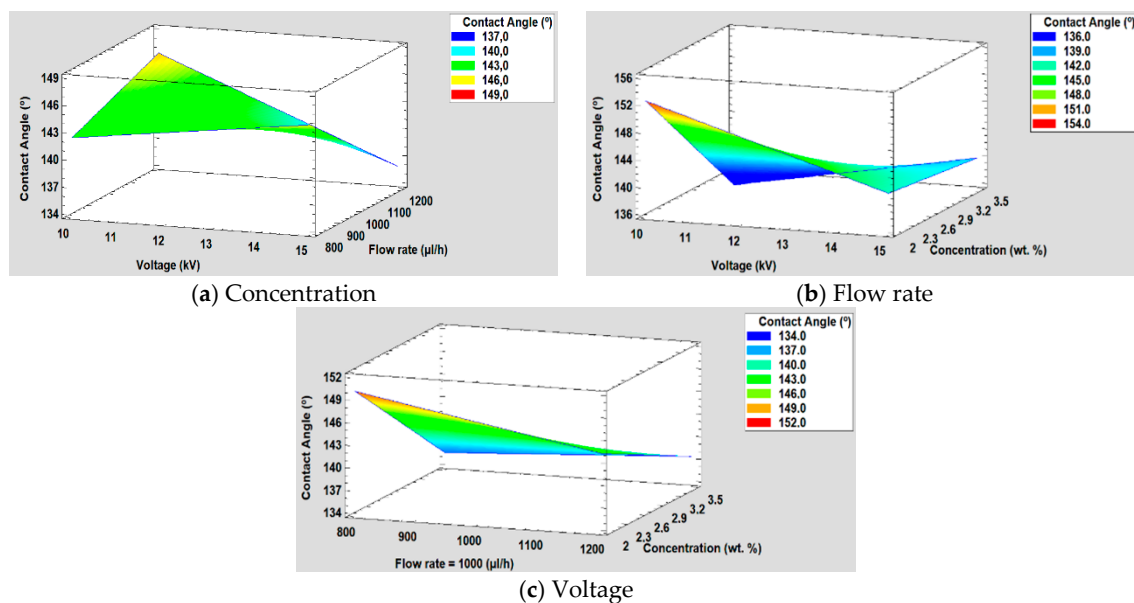 Contact Angle (º)
137,0
140,0
143,0
146,0
149,0
Contact Angle (º)
149
146
143
140
137
134
10 11 12 13 14 15
Voltage (kV)
800 900 1000 1100 1200
Flow rate (µl/h)
(a) Concentration
Contact Angle (º)
136.0
139.0
142.0
145.0
148.0
151.0
154.0
Contact Angle (º)
156
152
148
144
140
136
10 11 12 13 14 15
Voltage (kV)
2 2.3 2.6 2.9 3.2 3.5
Concentration (wt. %)
(b) Flow rate
Contact Angle (º)
134.0
137.0
140.0
143.0
146.0
149.0
152.0
Contact Angle (º)
152
149
146
143
140
137
134
800 900 1000 1100 1200
Flow rate = 1000 (µl/h)
2 2.3 2.6 2.9 3.2 3.5
Concentration (wt. %)
(c) Voltage